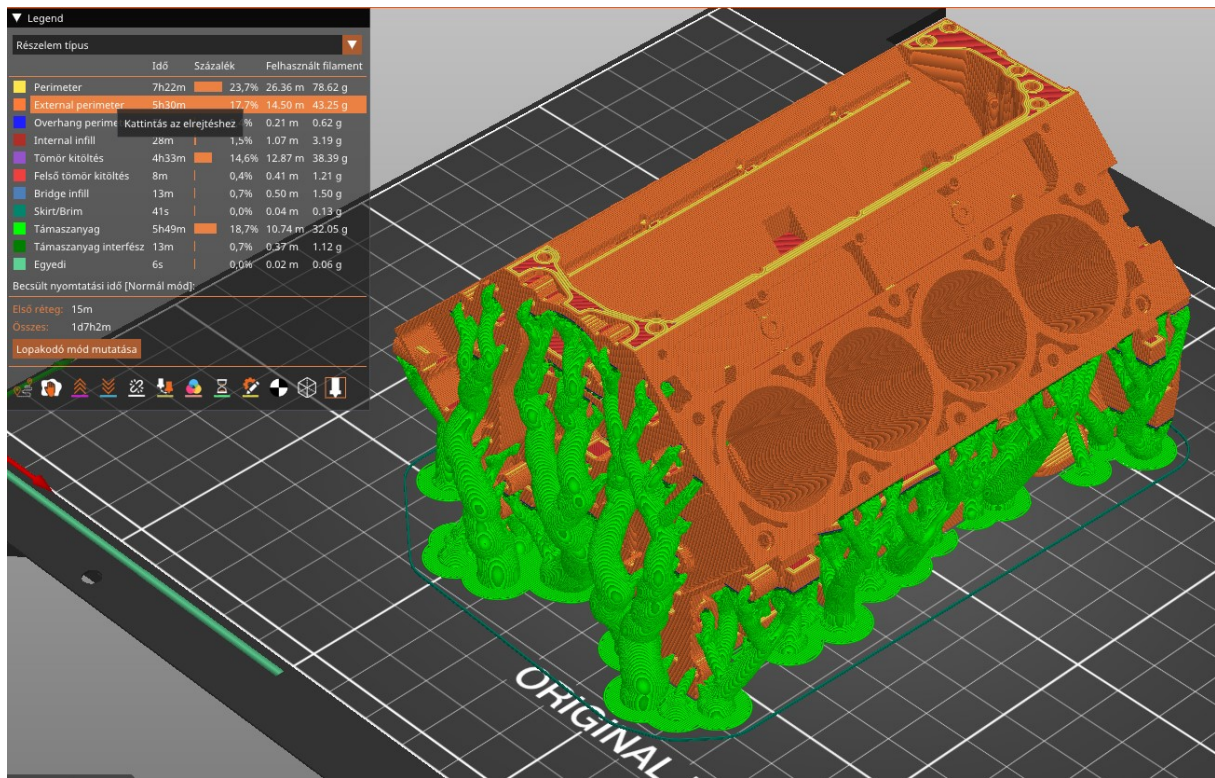 Legend
Részelem típus
Idő Százalék Felhasznált filament
Perimeter 7h22m 23,7% 26.36 m 78.62 g
External perimeter 5h30m 17,7% 14.50 m 43.25 g
Overhang 0.21 m 0.62 g
Kattintás az elrejtéshez
Internal infill 28m 1,5% 1.07 m 3.19 g
Tömör kitöltés 4h33m 14,6% 12.87 m 38.39 g
Felső tömör kitöltés 8m 0,4% 0.41 m 1.21 g
Bridge infill 13m 0,7% 0.50 m 1.50 g
Skirt/Brim 41s 0,0% 0.04 m 0.13 g
Támaszanyag 5h49m 18,7% 10.74 m 32.05 g
Támaszanyag interfész 13m 0,7% 0.37 m 1.12 g
Egyedi 6s 0,0% 0.02 m 0.06 g
Becsült nyomtatási idő [Normál mód]:
Első réteg: 15m
Összes: 1d7h2m
Lopakodó mód mutatása
ORIGINAL